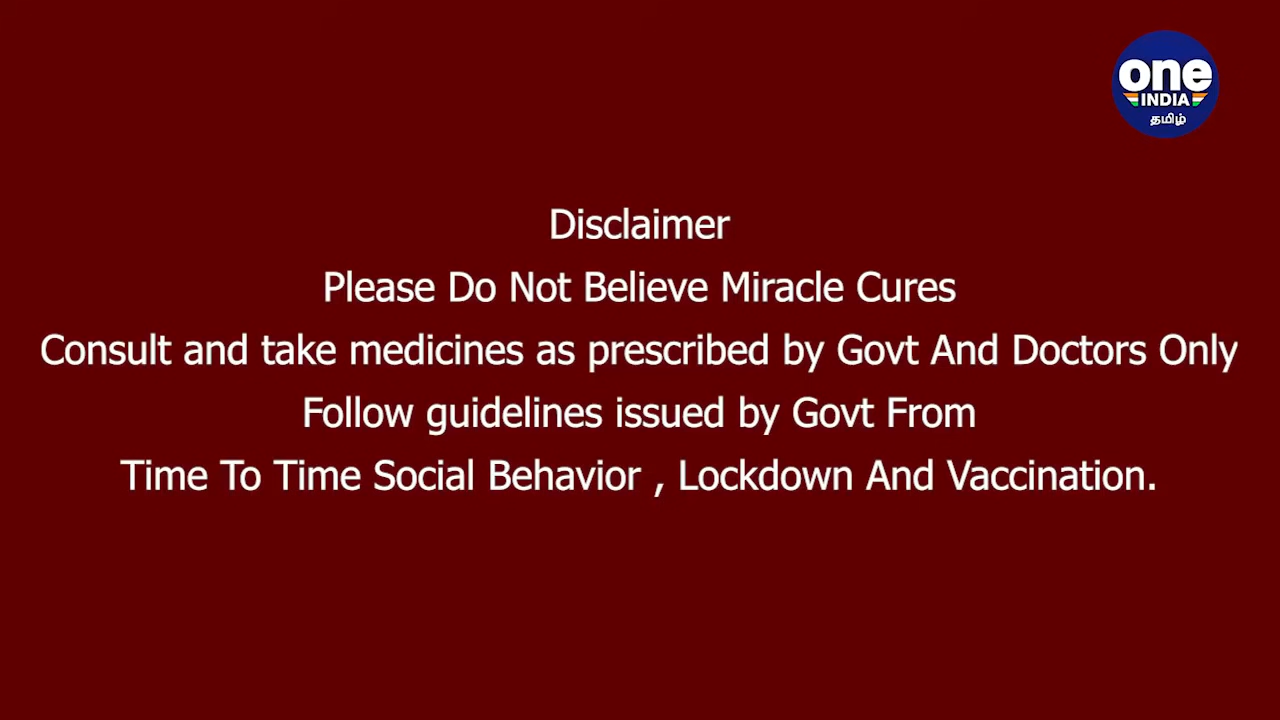 one
INDIA
தமிழ்
Disclaimer
Please Do Not Believe Miracle Cures
Consult and take medicines as prescribed by Govt And Doctors Only
Follow guidelines issued by Govt From
Time To Time Social Behavior , Lockdown And Vaccination.